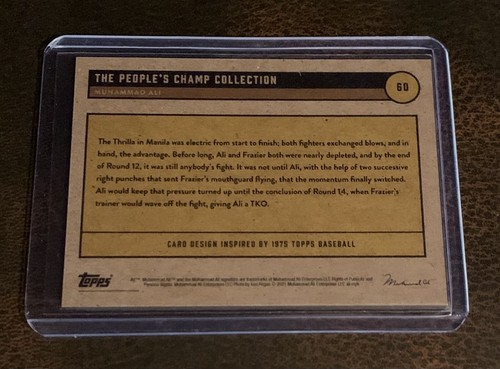 THE PEOPLE'S CHAMP COLLECTION
MUHAMMAD ALI
60
The Thrilla in Manila was electric from start to finish; both fighters exchanged blows, and in
hand, the advantage. Before long, Ali and Frazier both were nearly depleted, and by the end
of Round 12, it was still anybody's fight. It was not until Ali, with the help of two successive
right punches that sent Frazier's mouthguard flying, that the momentum finally switched.
Ali would keep that pressure turned up until the conclusion of Round 14, when Frazier's
trainer would wave off the fight, giving Ali a TKO.
CARD DESIGN INSPIRED BY 1975 TOPPS BASEBALL
Topps
Muhammad Ali